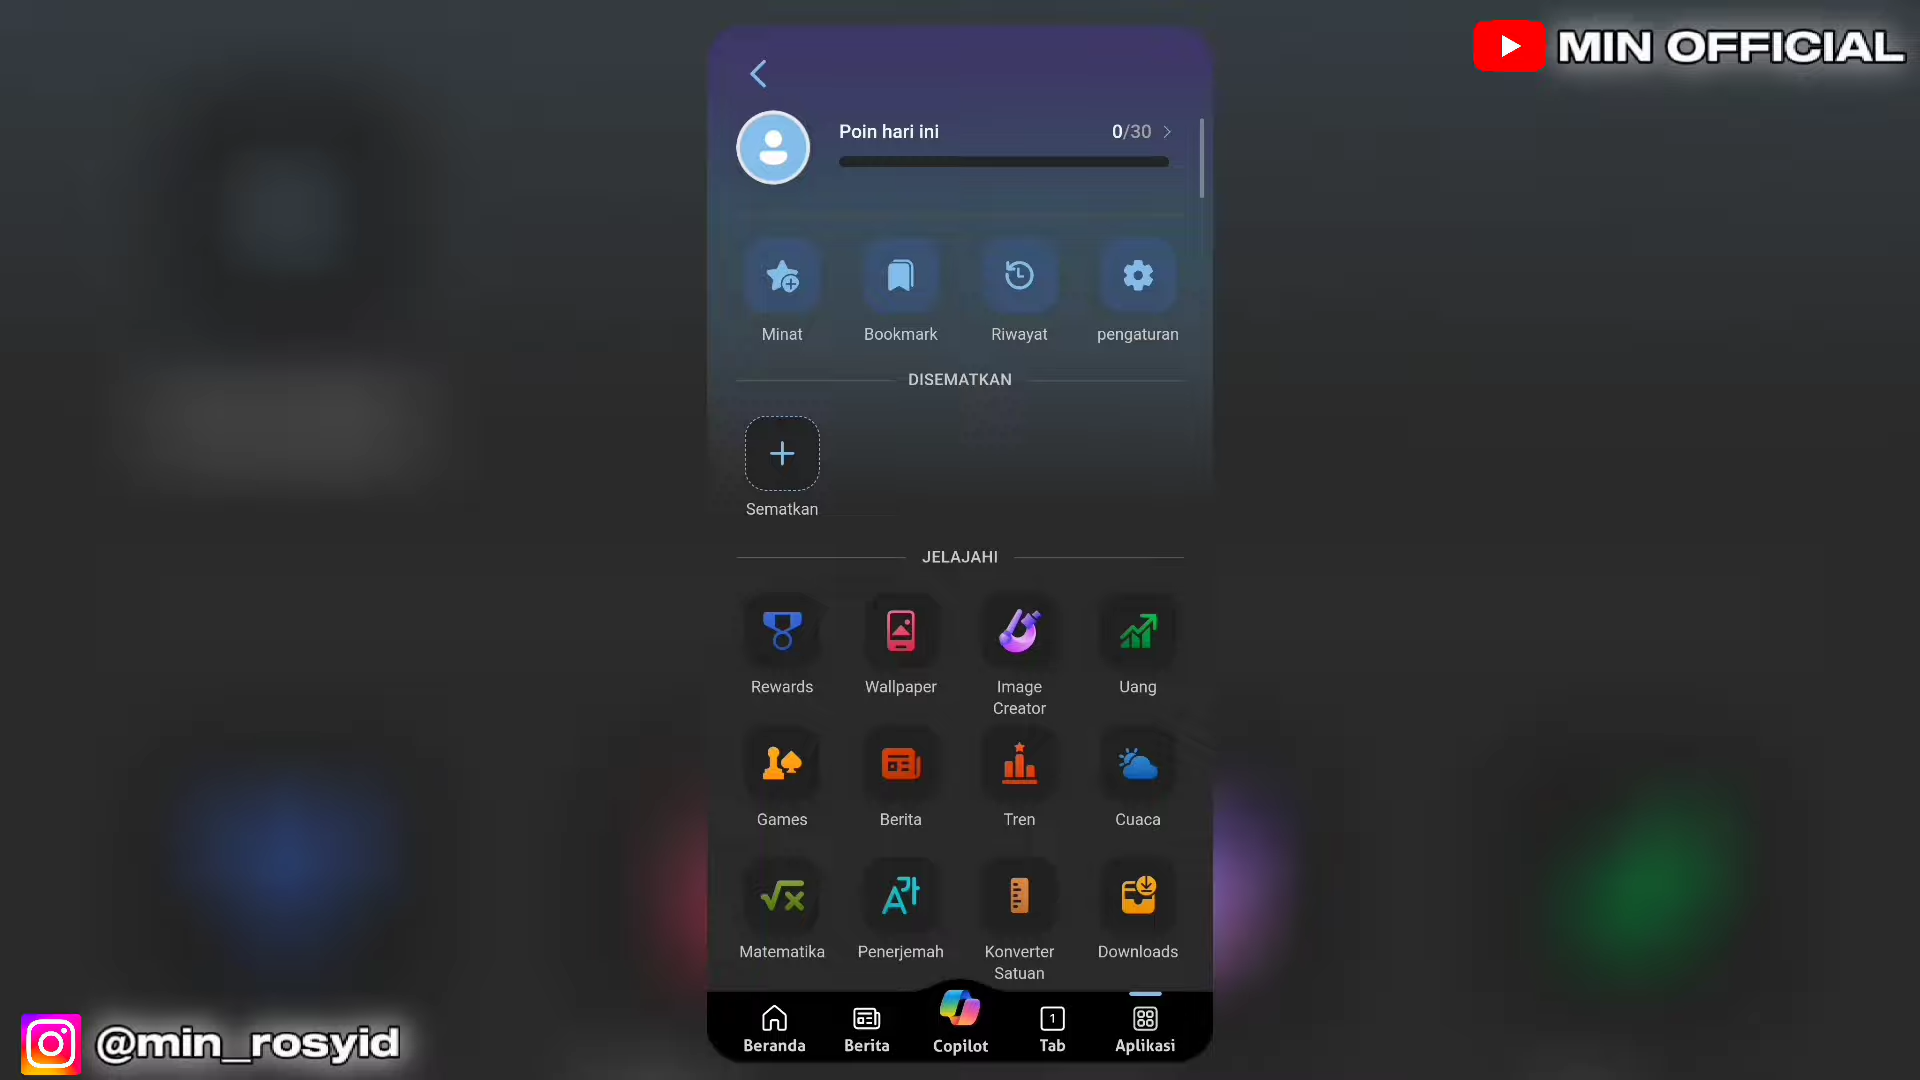 MIN OFFICIAL
Poin hari ini 0/30
Minat Bookmark Riwayat pengaturan
DISEMATKAN
Sematkan
JELAJAHI
Rewards Wallpaper Image Creator Uang
Games Berita Tren Cuaca
Matematika Penerjemah Konverter Satuan Downloads
Beranda Berita Copilot 1 Tab Aplikasi
@min_rosyid